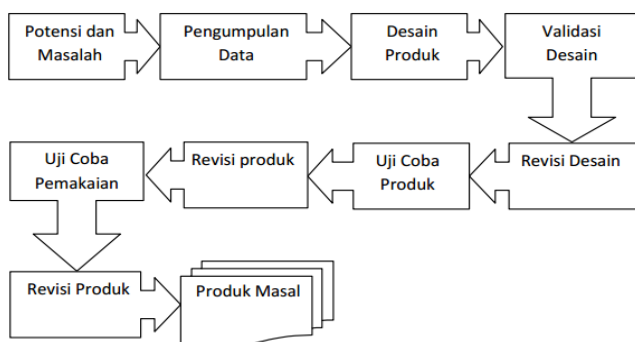 Potensi dan
Masalah
Pengumpulan
Data
Desain
Produk
Validasi
Desain
Revisi Desain
Uji Coba
Produk
Revisi produk
Uji Coba
Pemakaian
Revisi Produk
Produk Masal